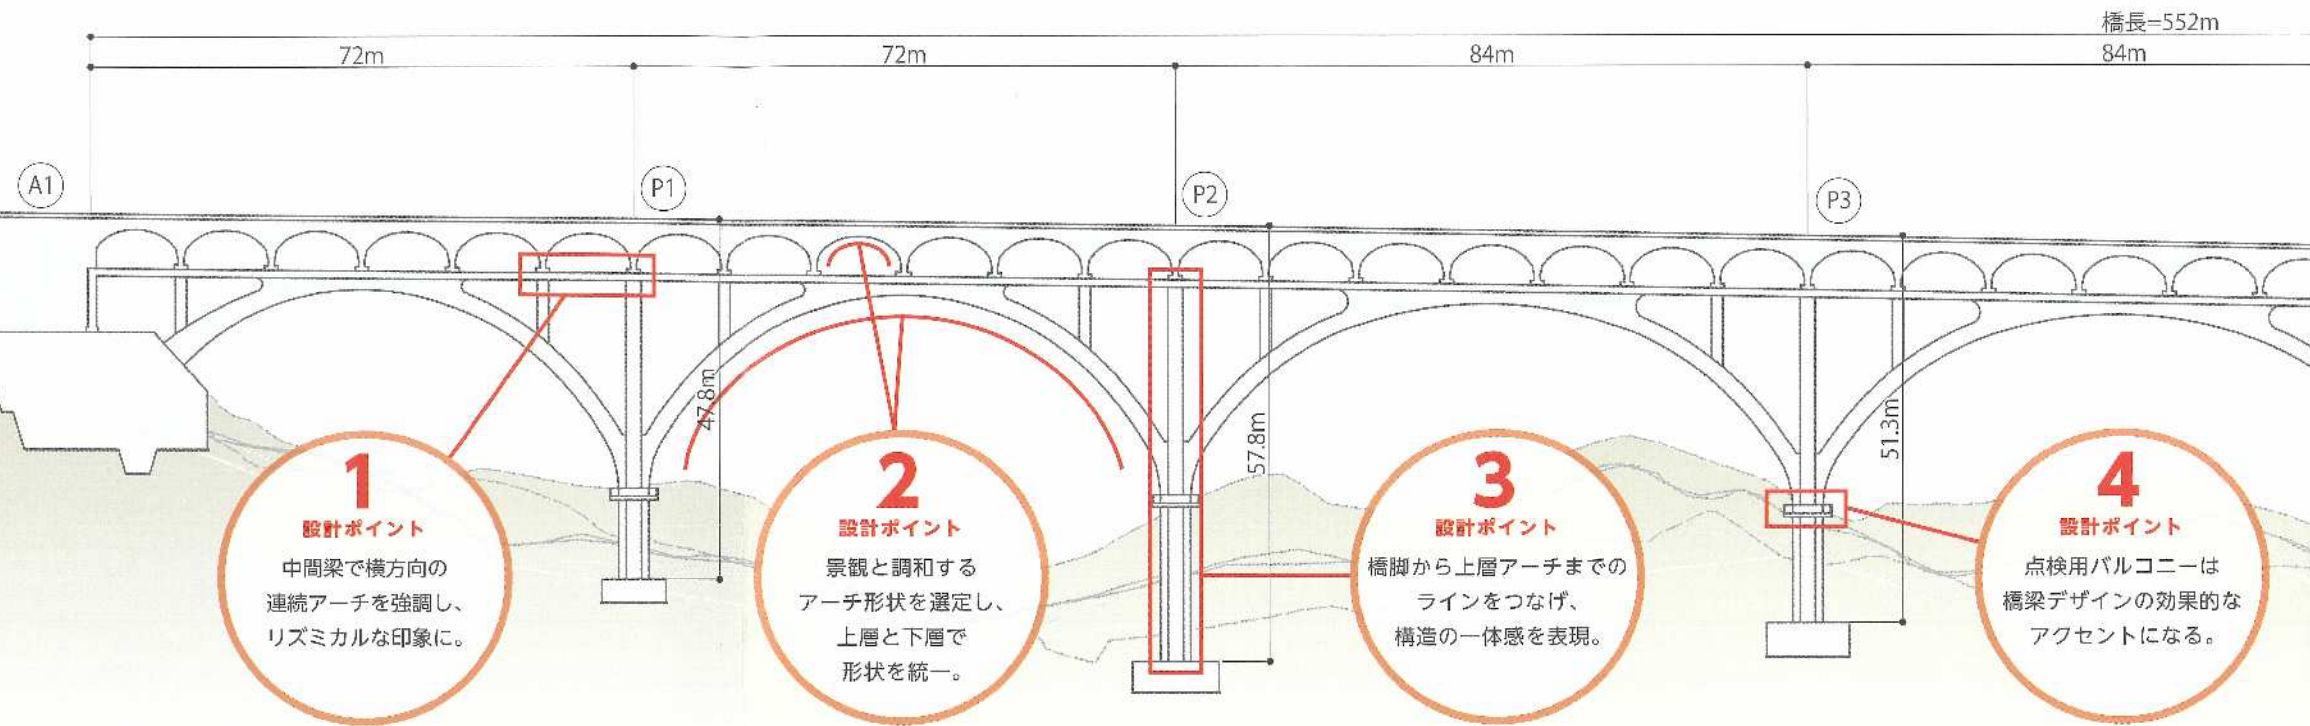 橋長=552m
72m
72m
84m
84m
A1
P1
P2
P3
47.8m
57.8m
51.3m
1
設計ポイント
中間梁で横方向の
連続アーチを強調し、
リズミカルな印象に。
2
設計ポイント
景観と調和する
アーチ形状を選定し、
上層と下層で
形状を統一。
3
設計ポイント
橋脚から上層アーチまでの
ラインをつなげ、
構造の一体感を表現。
4
設計ポイント
点検用バルコニーは
橋梁デザインの効果的な
アクセントになる。